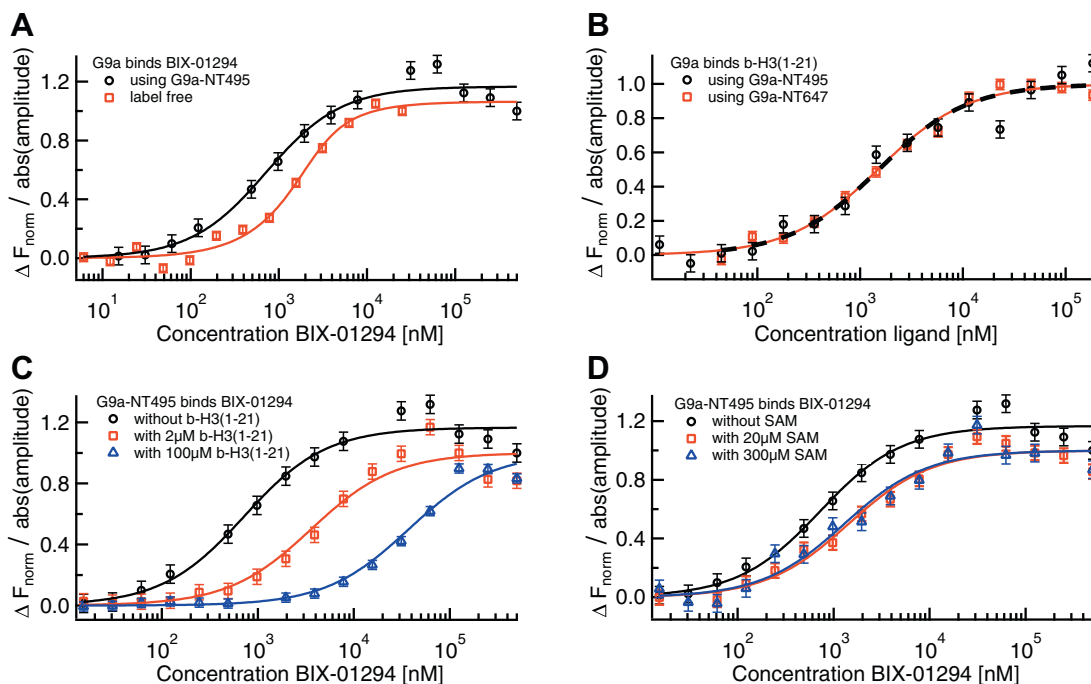 A
G9a binds BIX-01294
using G9a-NT495
label free
Δ Fnorm / abs(amplitude)
1.2
0.8
0.4
0.0
10^1
10^2
10^3
10^4
10^5
Concentration BIX-01294 [nM]
B
G9a binds b-H3(1-21)
using G9a-NT495
using G9a-NT647
Δ Fnorm / abs(amplitude)
1.0
0.8
0.6
0.4
0.2
0.0
10^2
10^3
10^4
10^5
Concentration ligand [nM]
C
G9a-NT495 binds BIX-01294
without b-H3(1-21)
with 2µM b-H3(1-21)
with 100µM b-H3(1-21)
Δ Fnorm / abs(amplitude)
1.2
0.8
0.4
0.0
10^2
10^3
10^4
10^5
Concentration BIX-01294 [nM]
D
G9a-NT495 binds BIX-01294
without SAM
with 20µM SAM
with 300µM SAM
Δ Fnorm / abs(amplitude)
1.2
0.8
0.4
0.0
10^2
10^3
10^4
10^5
Concentration BIX-01294 [nM]